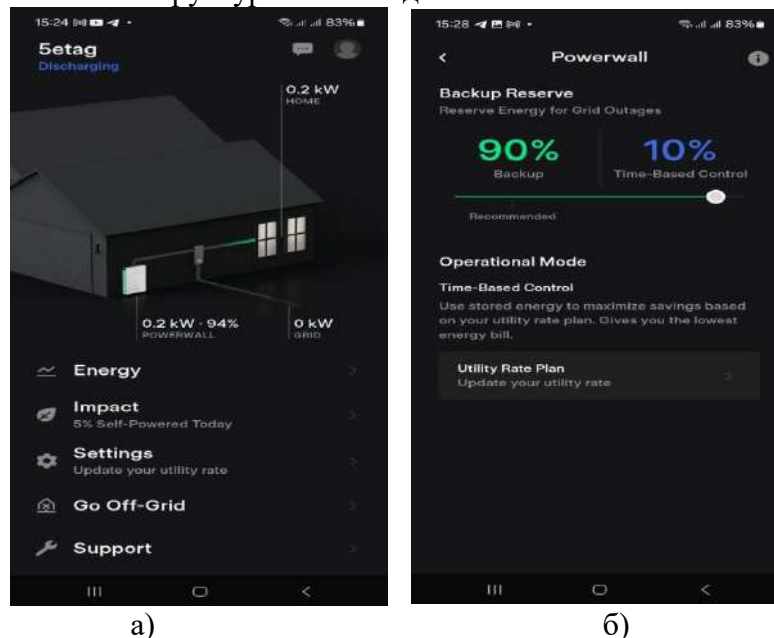 15:24
83%
5etag
Discharging
0.2 kW
HOME
0.2 kW · 94%
POWERWALL
0 kW
GRID
Energy
Impact
5% Self-Powered Today
Settings
Update your utility rate
Go Off-Grid
Support
а)
15:28
83%
Powerwall
Backup Reserve
Reserve Energy for Grid Outages
90%
Backup
10%
Time-Based Control
Recommended
Operational Mode
Time-Based Control
Use stored energy to maximize savings based
on your utility rate plan. Gives you the lowest
energy bill.
Utility Rate Plan
Update your utility rate
б)